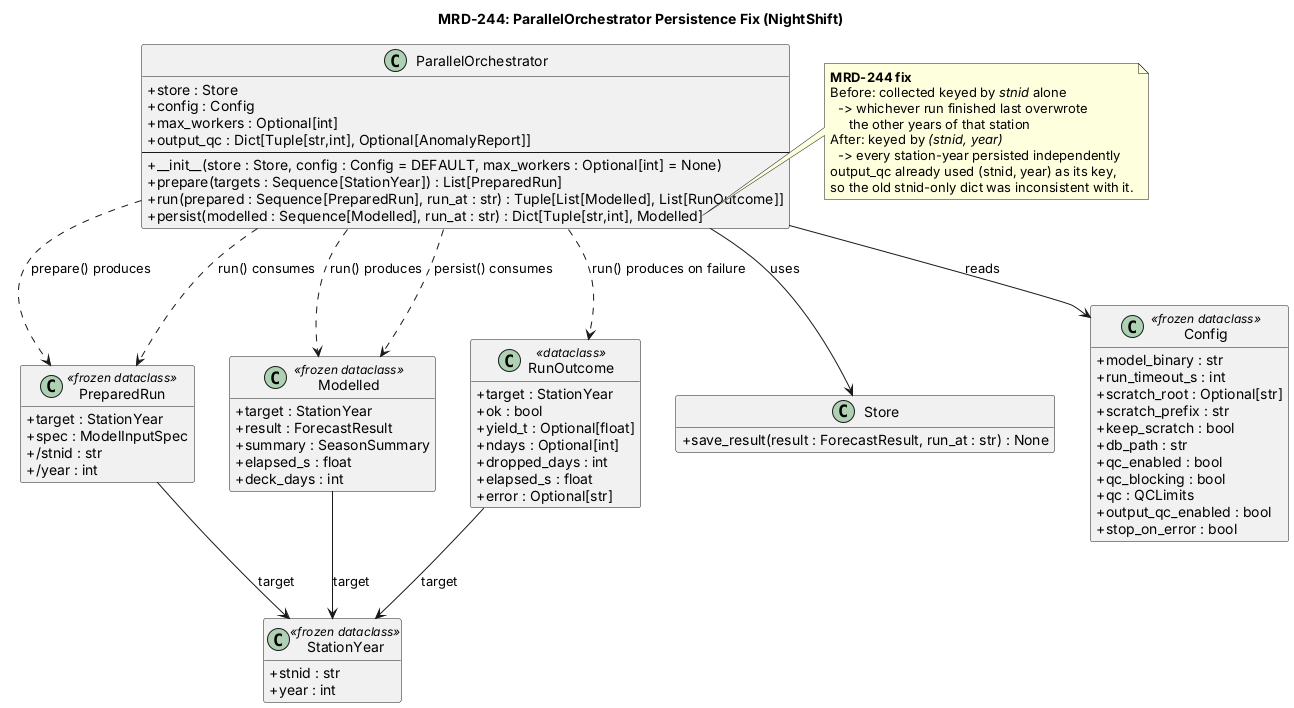 MRD-244: ParallelOrchestrator Persistence Fix (NightShift)
C ParallelOrchestrator
+store : Store
+config : Config
+max_workers : Optional[int]
+output_qc : Dict[Tuple[str,int], Optional[AnomalyReport]]
+__init__(store : Store, config : Config = DEFAULT, max_workers : Optional[int] = None)
+prepare(targets : Sequence[StationYear]) : List[PreparedRun]
+run(prepared : Sequence[PreparedRun], run_at : str) : Tuple[List[Modelled], List[RunOutcome]]
+persist(modelled : Sequence[Modelled], run_at : str) : Dict[Tuple[str,int], Modelled]
MRD-244 fix
Before: collected keyed by stnid alone
-> whichever run finished last overwrote
the other years of that station
After: keyed by (stnid, year)
-> every station-year persisted independently
output_qc already used (stnid, year) as its key,
so the old stnid-only dict was inconsistent with it.
prepare() produces
run() consumes
run() produces
persist() consumes
run() produces on failure
uses
reads
C «frozen dataclass»
PreparedRun
+target : StationYear
+spec : ModelInputSpec
+/stnid : str
+/year : int
C «frozen dataclass»
Modelled
+target : StationYear
+result : ForecastResult
+summary : SeasonSummary
+elapsed_s : float
+deck_days : int
C «dataclass»
RunOutcome
+target : StationYear
+ok : bool
+yield_t : Optional[float]
+ndays : Optional[int]
+dropped_days : int
+elapsed_s : float
+error : Optional[str]
C Store
+save_result(result : ForecastResult, run_at : str) : None
C «frozen dataclass»
Config
+model_binary : str
+run_timeout_s : int
+scratch_root : Optional[str]
+scratch_prefix : str
+keep_scratch : bool
+db_path : str
+qc_enabled : bool
+qc_blocking : bool
+qc : QCLimits
+output_qc_enabled : bool
+stop_on_error : bool
target
target
target
C «frozen dataclass»
StationYear
+stnid : str
+year : int